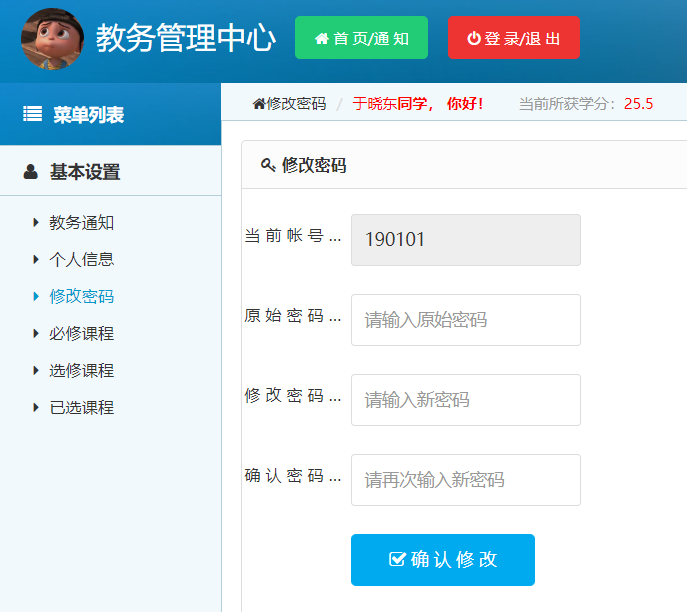 教务管理中心 首 页/通 知 登 录/退 出
菜单列表
修改密码 / 于晓东同学， 你好！ 当前所获学分：25.5
基本设置
教务通知
个人信息
修改密码
必修课程
选修课程
已选课程
修改密码
当 前 帐 号 ... 190101
原 始 密 码 ... 请输入原始密码
修 改 密 码 ... 请输入新密码
确 认 密 码 ... 请再次输入新密码
确 认 修 改